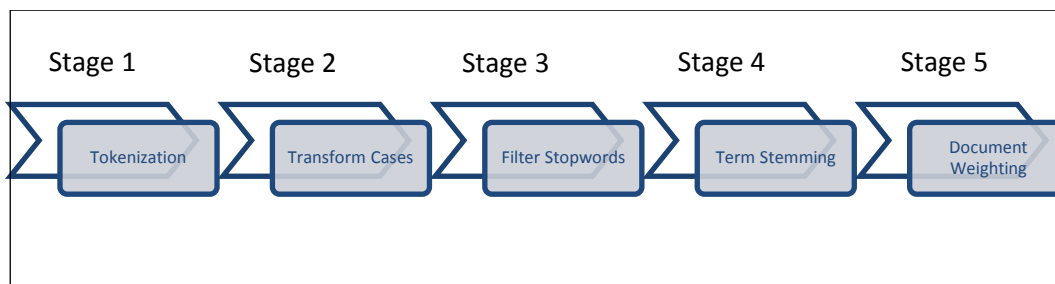 Stage 1
Stage 2
Stage 3
Stage 4
Stage 5
Tokenization
Transform Cases
Filter Stopwords
Term Stemming
Document
Weighting